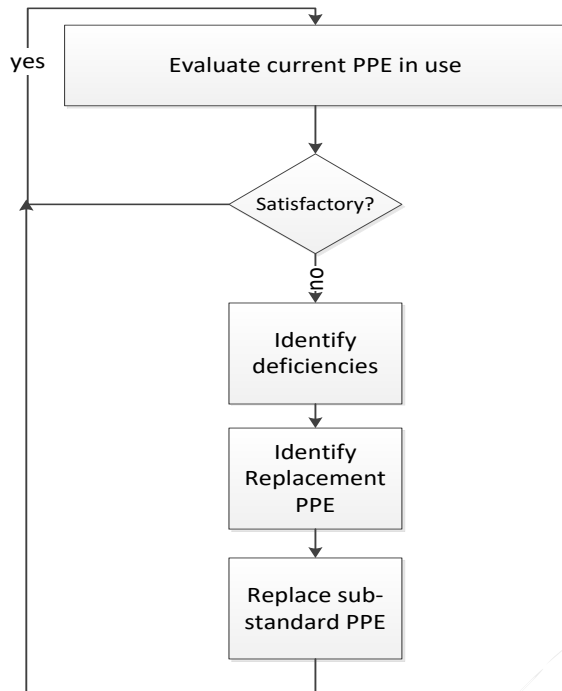 yes
Evaluate current PPE in use
Satisfactory?
no
Identify
deficiencies
Identify
Replacement
PPE
Replace sub-
standard PPE